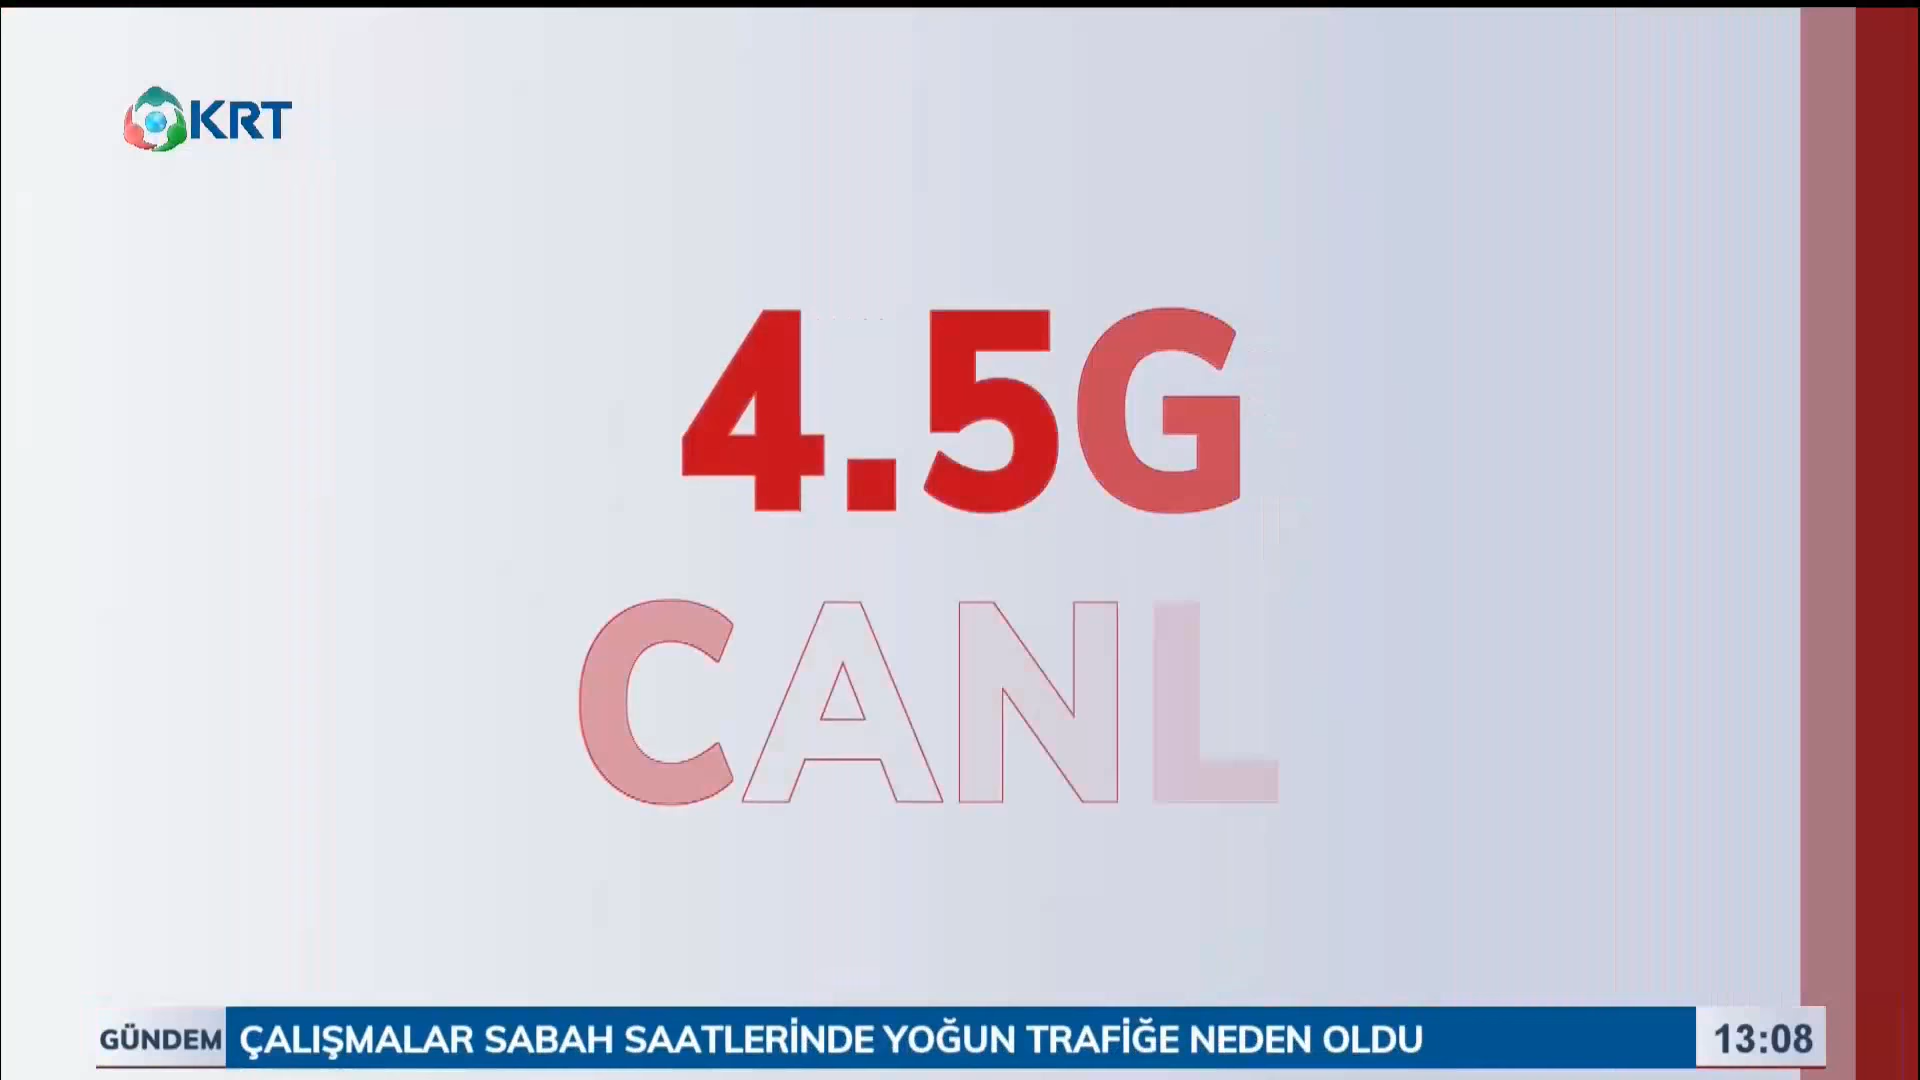 KRT
4.5G
CANL
GÜNDEM ÇALIŞMALAR SABAH SAATLERİNDE YOĞUN TRAFİĞE NEDEN OLDU 13:08